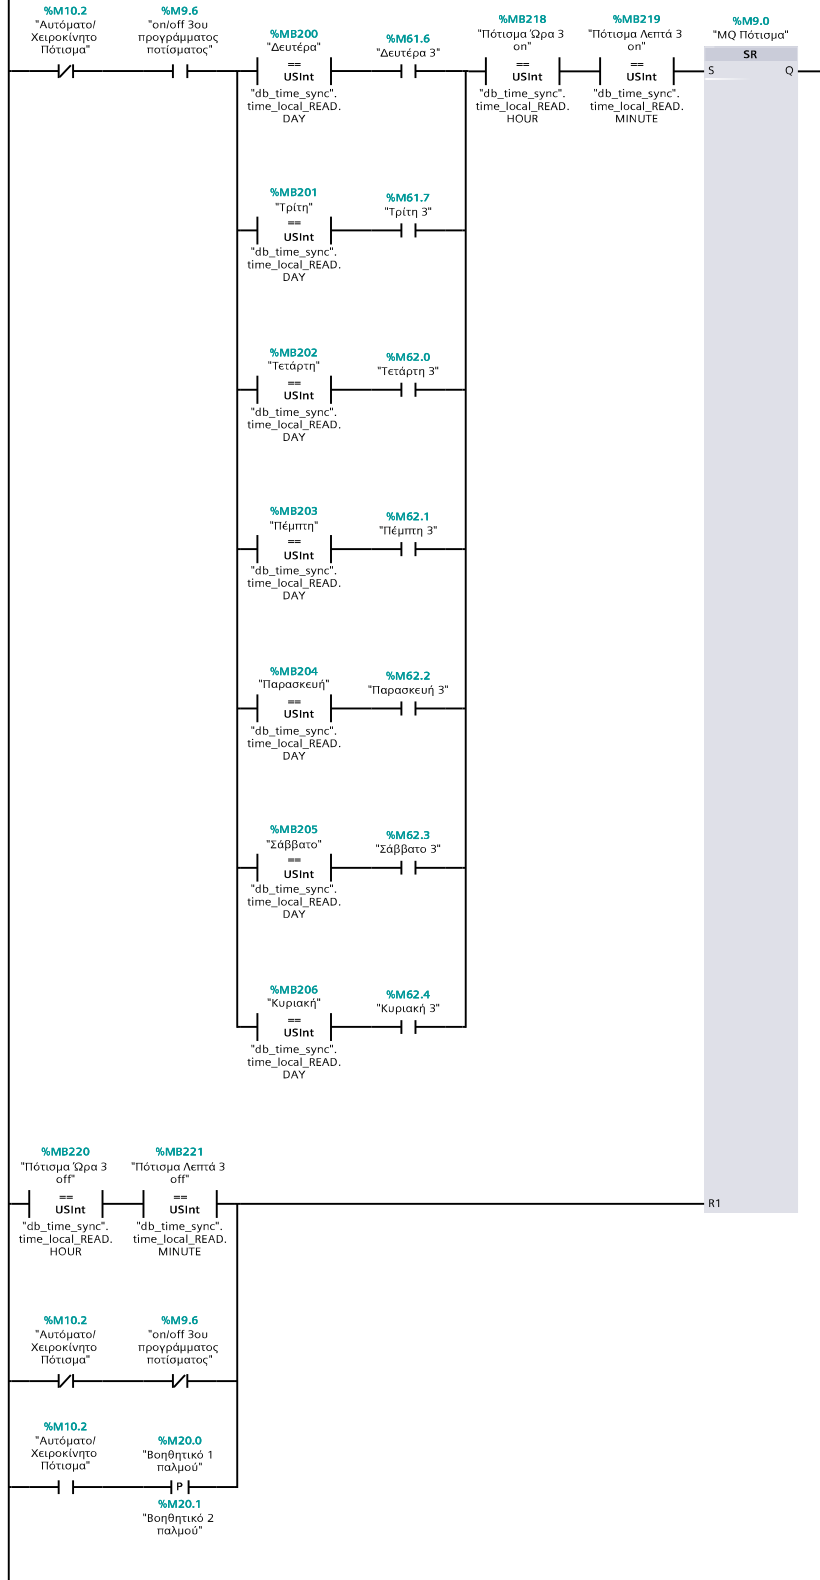 %M10.2
"Αυτόματο/
Χειροκίνητο
Πότισμα"
%M9.6
"on/off 3ου
προγράμματος
ποτίσματος"
%MB200
"Δευτέρα"
==
USInt
"db_time_sync".
time_local_READ.
DAY
%M61.6
"Δευτέρα 3"
%MB218
"Πότισμα Ώρα 3
on"
==
USInt
"db_time_sync".
time_local_READ.
HOUR
%MB219
"Πότισμα Λεπτά 3
on"
==
USInt
"db_time_sync".
time_local_READ.
MINUTE
%M9.0
"MQ Πότισμα"
SR
S
Q
%MB201
"Τρίτη"
==
USInt
"db_time_sync".
time_local_READ.
DAY
%M61.7
"Τρίτη 3"
%MB202
"Τετάρτη"
==
USInt
"db_time_sync".
time_local_READ.
DAY
%M62.0
"Τετάρτη 3"
%MB203
"Πέμπτη"
==
USInt
"db_time_sync".
time_local_READ.
DAY
%M62.1
"Πέμπτη 3"
%MB204
"Παρασκευή"
==
USInt
"db_time_sync".
time_local_READ.
DAY
%M62.2
"Παρασκευή 3"
%MB205
"Σάββατο"
==
USInt
"db_time_sync".
time_local_READ.
DAY
%M62.3
"Σάββατο 3"
%MB206
"Κυριακή"
==
USInt
"db_time_sync".
time_local_READ.
DAY
%M62.4
"Κυριακή 3"
%MB220
"Πότισμα Ώρα 3
off"
==
USInt
"db_time_sync".
time_local_READ.
HOUR
%MB221
"Πότισμα Λεπτά 3
off"
==
USInt
"db_time_sync".
time_local_READ.
MINUTE
R1
%M10.2
"Αυτόματο/
Χειροκίνητο
Πότισμα"
%M9.6
"on/off 3ου
προγράμματος
ποτίσματος"
%M10.2
"Αυτόματο/
Χειροκίνητο
Πότισμα"
%M20.0
"Βοηθητικό 1
παλμού"
P
%M20.1
"Βοηθητικό 2
παλμού"